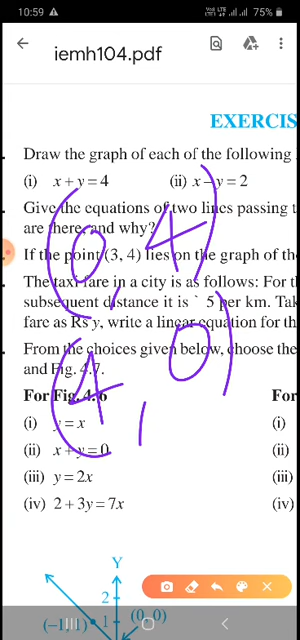 10:59
Vo) LTE
LTE1
75%
iemh104.pdf
EXERCIS
Draw the graph of each of the following
(i) x + y = 4 (ii) x – y = 2
Give the equations of two lines passing t
are there, and why?
If the point (3, 4) lies on the graph of th
The taxi fare in a city is as follows: For t
subsequent distance it is ` 5 per km. Tak
fare as Rs y, write a linear equation for th
From the choices given below, choose the
and Fig. 4.7.
For Fig. 4.6 For
(i) y = x (i)
(ii) x + y = 0 (ii)
(iii) y = 2x (iii)
(iv) 2 + 3y = 7x (iv)
(0, 4)
(4, 0)
Y
2
(–1, 1) 1 (0, 0)